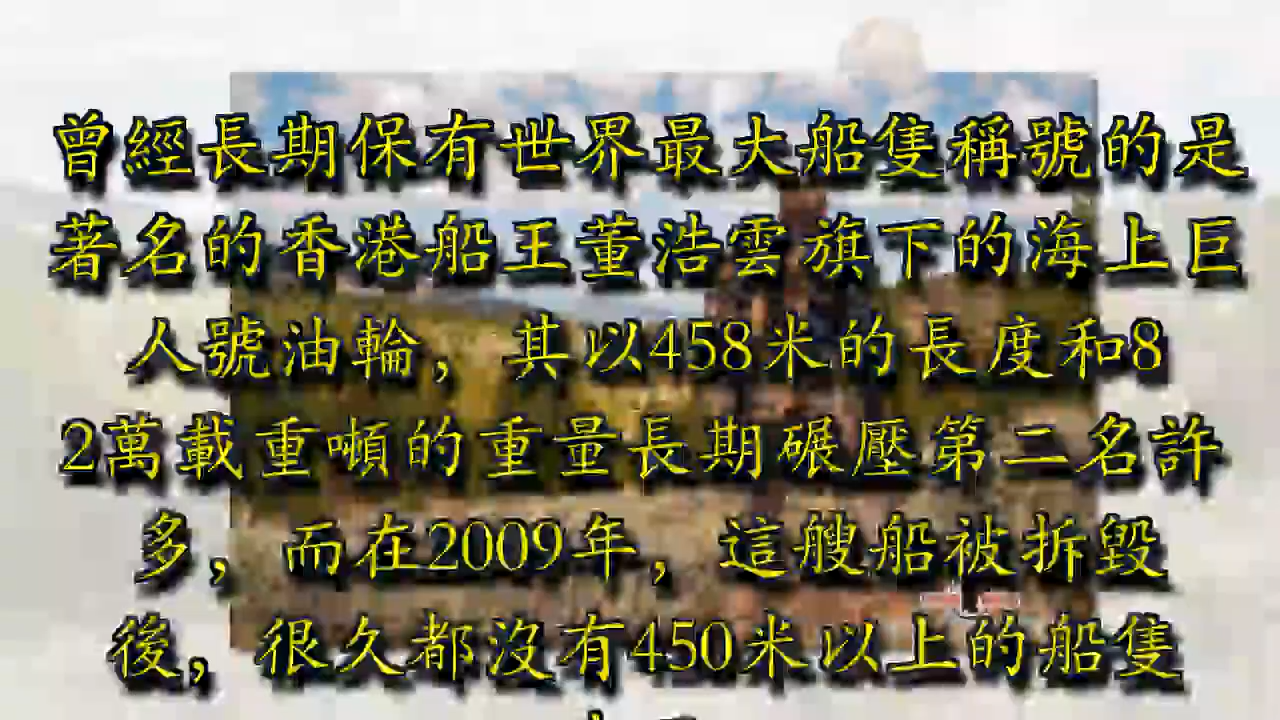 曾經長期保有世界最大船隻稱號的是
著名的香港船王董浩雲旗下的海上巨
人號油輪，其以458米的長度和8
2萬載重噸的重量長期碾壓第二名許
多，而在2009年，這艘船被拆毀
後，很久都沒有450米以上的船隻